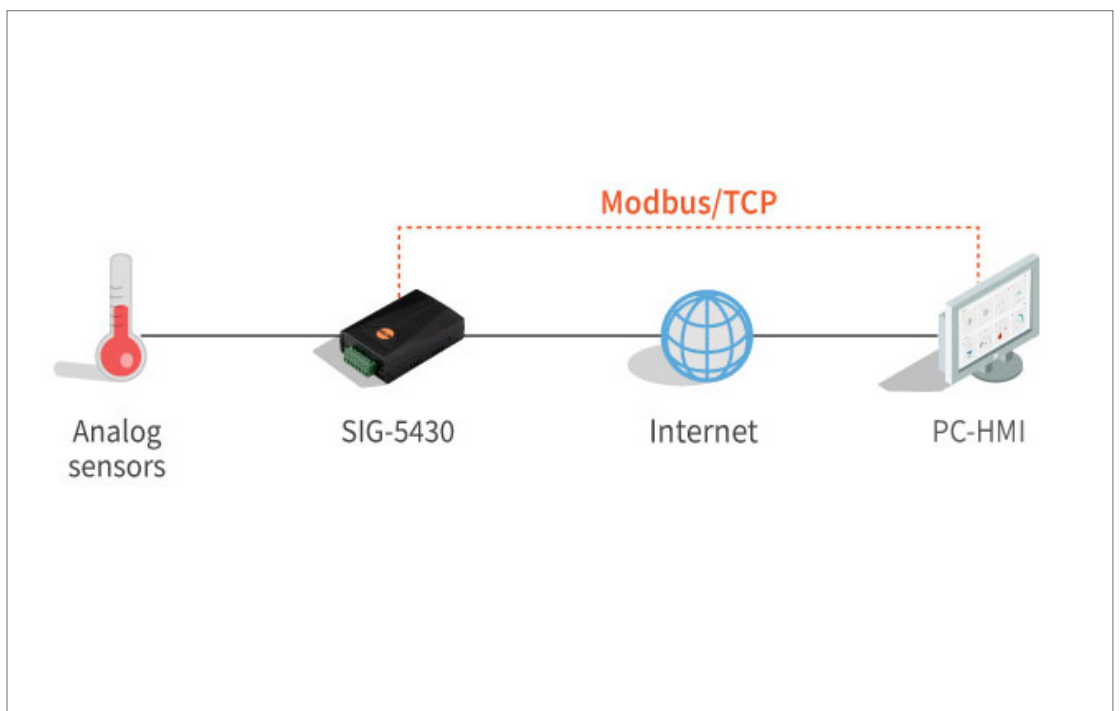 Modbus/TCP
Analog
sensors
SIG-5430
Internet
PC-HMI